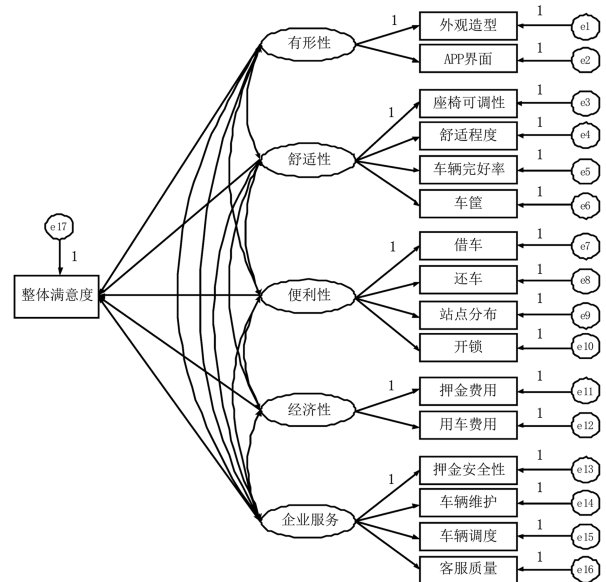 有形性
1
外观造型
1
e1
APP界面
1
e2
舒适性
1
座椅可调性
1
e3
舒适程度
1
e4
车辆完好率
1
e5
车筐
1
e6
e17
1
整体满意度
便利性
1
借车
1
e7
还车
1
e8
站点分布
1
e9
开锁
1
e10
经济性
1
押金费用
1
e11
用车费用
1
e12
企业服务
1
押金安全性
1
e13
车辆维护
1
e14
车辆调度
1
e15
客服质量
1
e16